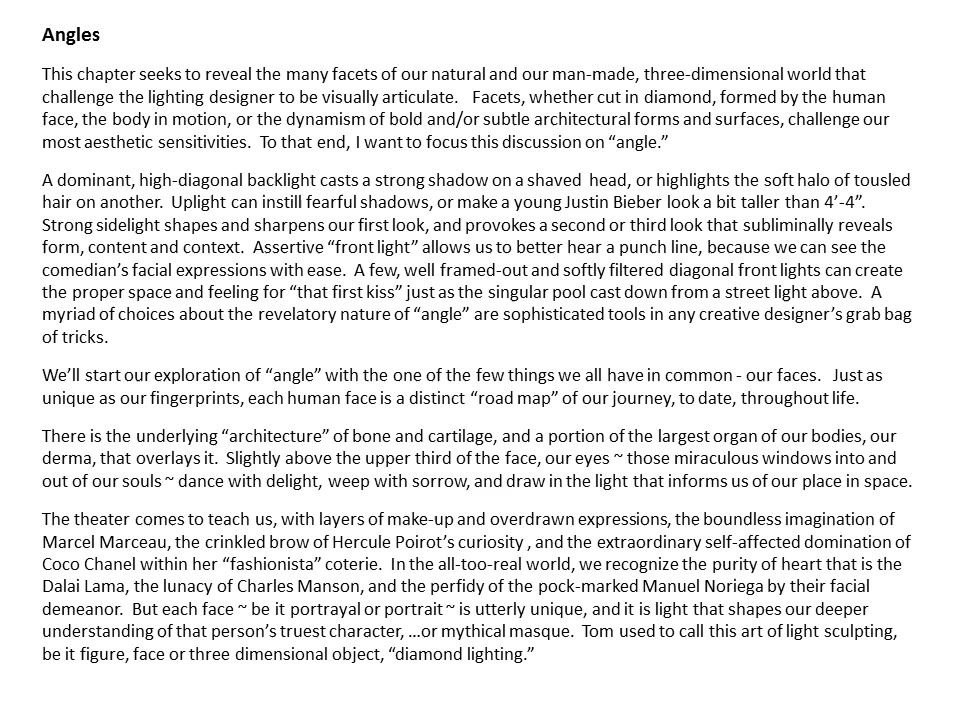 Angles
This chapter seeks to reveal the many facets of our natural and our man-made, three-dimensional world that
challenge the lighting designer to be visually articulate.   Facets, whether cut in diamond, formed by the human
face, the body in motion, or the dynamism of bold and/or subtle architectural forms and surfaces, challenge our
most aesthetic sensitivities.  To that end, I want to focus this discussion on “angle.”
A dominant, high-diagonal backlight casts a strong shadow on a shaved  head, or highlights the soft halo of tousled
hair on another.  Uplight can instill fearful shadows, or make a young Justin Bieber look a bit taller than 4’-4”.
Strong sidelight shapes and sharpens our first look, and provokes a second or third look that subliminally reveals
form, content and context.  Assertive “front light” allows us to better hear a punch line, because we can see the
comedian’s facial expressions with ease.  A few, well framed-out and softly filtered diagonal front lights can create
the proper space and feeling for “that first kiss” just as the singular pool cast down from a street light above.  A
myriad of choices about the revelatory nature of “angle” are sophisticated tools in any creative designer’s grab bag
of tricks.
We’ll start our exploration of “angle” with the one of the few things we all have in common - our faces.   Just as
unique as our fingerprints, each human face is a distinct “road map” of our journey, to date, throughout life.
There is the underlying “architecture” of bone and cartilage, and a portion of the largest organ of our bodies, our
derma, that overlays it.  Slightly above the upper third of the face, our eyes ~ those miraculous windows into and
out of our souls ~ dance with delight, weep with sorrow, and draw in the light that informs us of our place in space.
The theater comes to teach us, with layers of make-up and overdrawn expressions, the boundless imagination of
Marcel Marceau, the crinkled brow of Hercule Poirot’s curiosity , and the extraordinary self-affected domination of
Coco Chanel within her “fashionista” coterie.  In the all-too-real world, we recognize the purity of heart that is the
Dalai Lama, the lunacy of Charles Manson, and the perfidy of the pock-marked Manuel Noriega by their facial
demeanor.  But each face ~ be it portrayal or portrait ~ is utterly unique, and it is light that shapes our deeper
understanding of that person’s truest character, …or mythical masque.  Tom used to call this art of light sculpting,
be it figure, face or three dimensional object, “diamond lighting.”